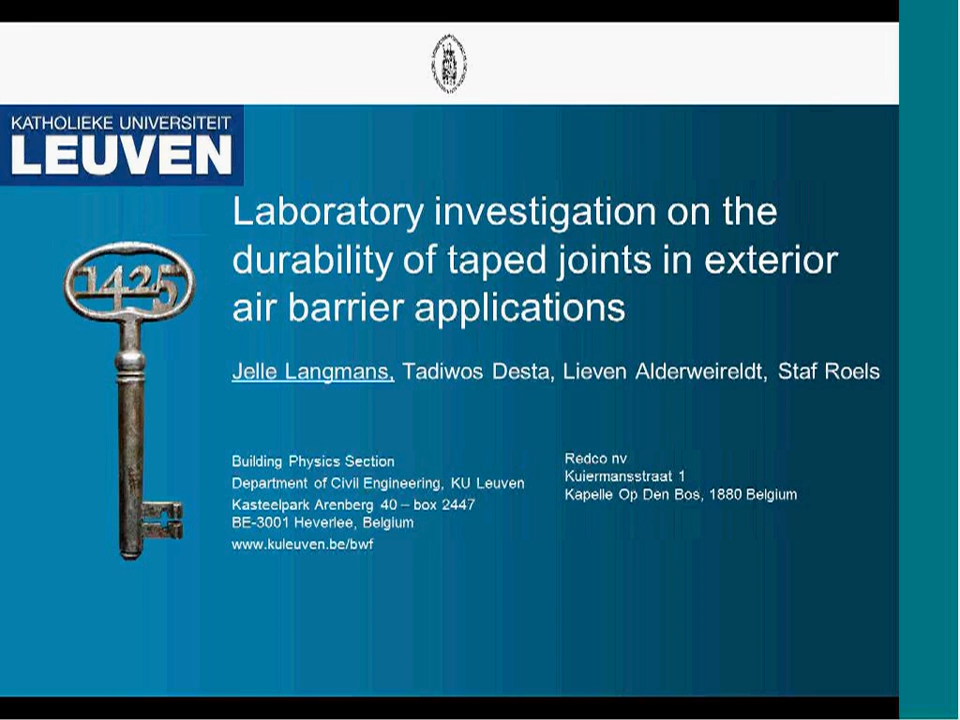 KATHOLIEKE UNIVERSITEIT
LEUVEN
Laboratory investigation on the
durability of taped joints in exterior
air barrier applications
1425
Jelle Langmans, Tadiwos Desta, Lieven Alderweireldt, Staf Roels
Building Physics Section
Department of Civil Engineering, KU Leuven
Kasteelpark Arenberg 40 – box 2447
BE-3001 Heverlee, Belgium
www.kuleuven.be/bwf
Redco nv
Kuiermansstraat 1
Kapelle Op Den Bos, 1880 Belgium